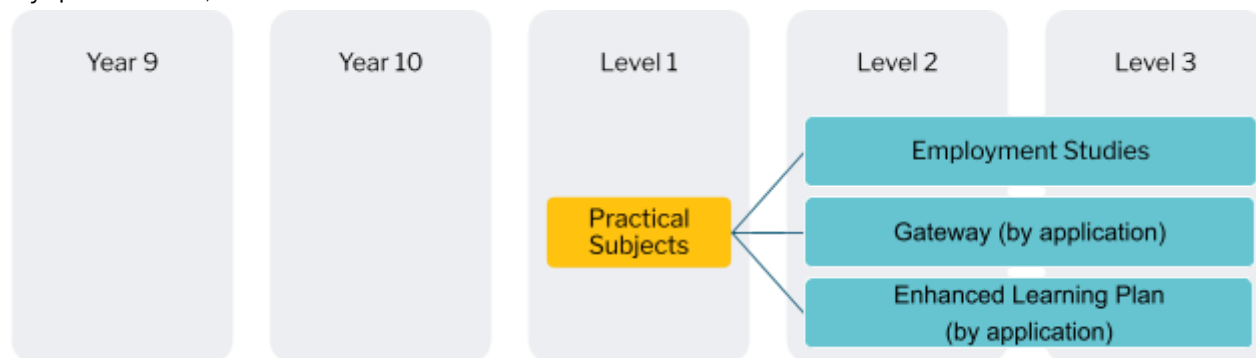 Year 9
Year 10
Level 1
Level 2
Level 3
Employment Studies
Practical
Subjects
Gateway (by application)
Enhanced Learning Plan
(by application)